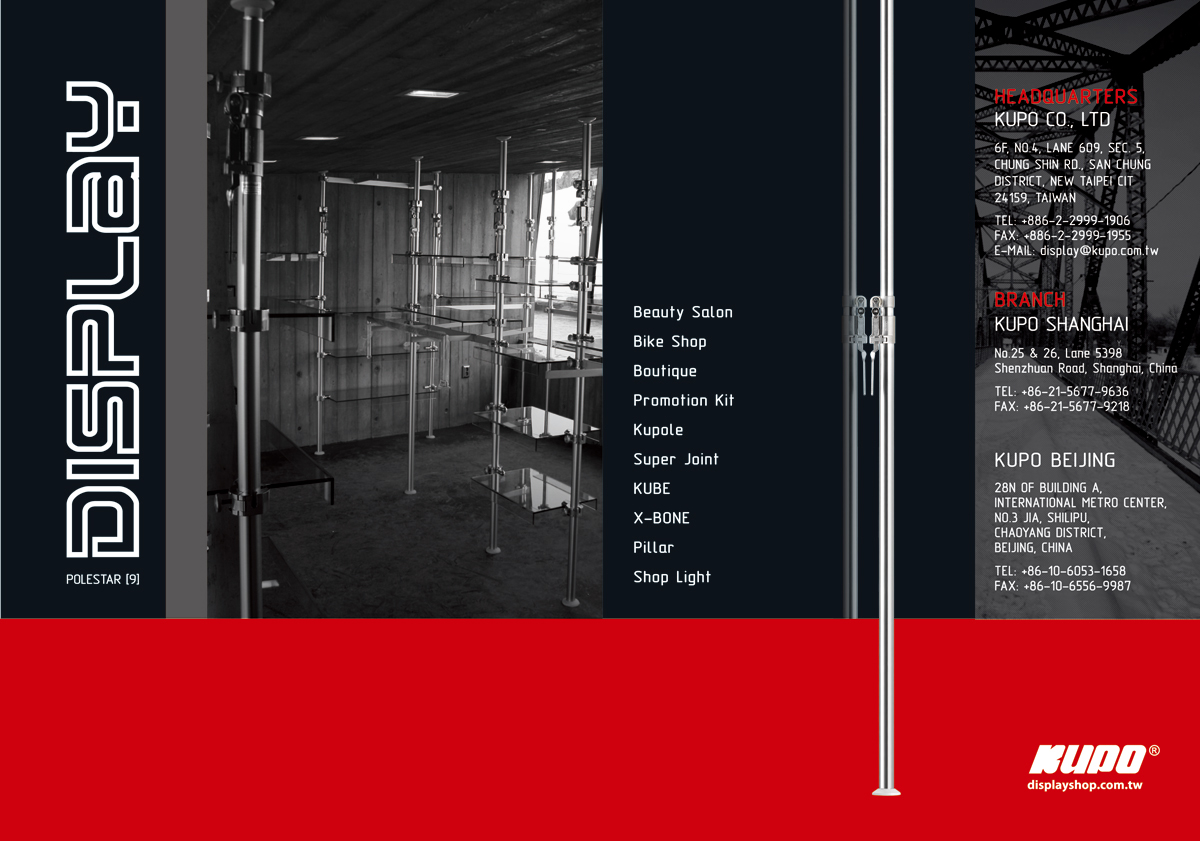 DISPLAY
POLESTAR [9]
Beauty Salon
Bike Shop
Boutique
Promotion Kit
Kupole
Super Joint
KUBE
X-BONE
Pillar
Shop Light
HEADQUARTERS
KUPO CO., LTD
6F, NO.4, LANE 609, SEC. 5,
CHUNG SHIN RD., SAN CHUNG
DISTRICT, NEW TAIPEI CIT
24159, TAIWAN
TEL: +886-2-2999-1906
FAX: +886-2-2999-1955
E-MAIL: display@kupo.com.tw
BRANCH
KUPO SHANGHAI
No.25 & 26, Lane 5398
Shenzhuan Road, Shanghai, China
TEL: +86-21-5677-9636
FAX: +86-21-5677-9218
KUPO BEIJING
28N OF BUILDING A,
INTERNATIONAL METRO CENTER,
NO.3 JIA, SHILIPU,
CHAOYANG DISTRICT,
BEIJING, CHINA
TEL: +86-10-6053-1658
FAX: +86-10-6556-9987
KUPO®
displayshop.com.tw